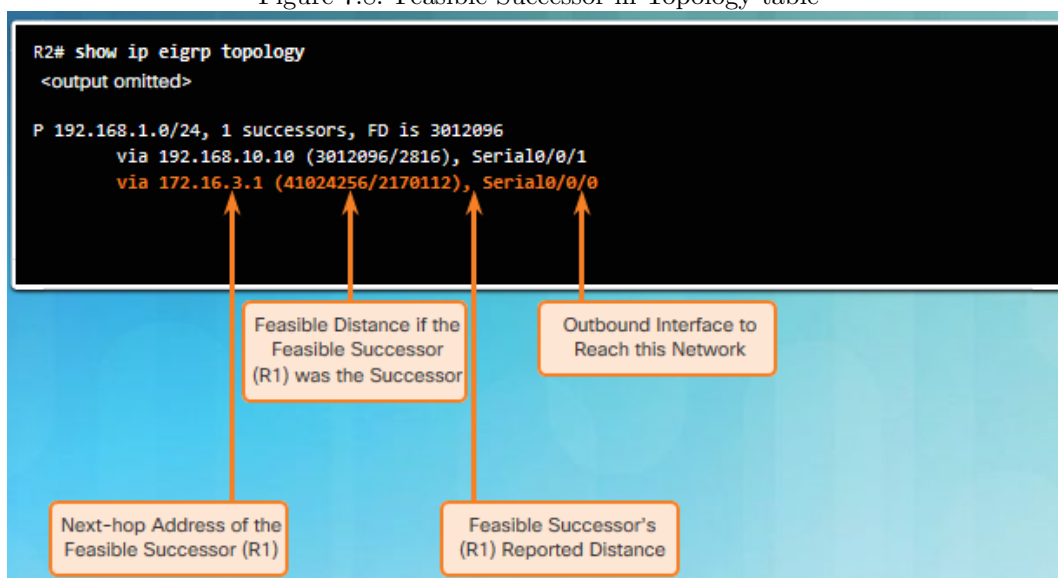 Figure 7.8: Feasible Successor in Topology table
R2# show ip eigrp topology
<output omitted>
P 192.168.1.0/24, 1 successors, FD is 3012096
via 192.168.10.10 (3012096/2816), Serial0/0/1
via 172.16.3.1 (41024256/2170112), Serial0/0/0
Feasible Distance if the
Feasible Successor
(R1) was the Successor
Outbound Interface to
Reach this Network
Next-hop Address of the
Feasible Successor (R1)
Feasible Successor's
(R1) Reported Distance